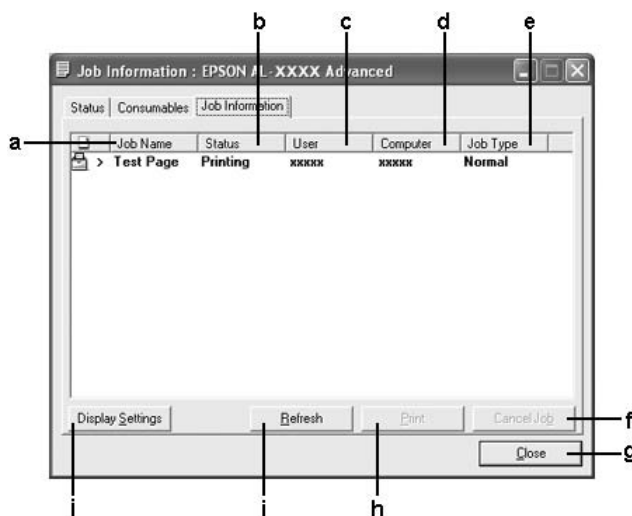 b c d e
Job Information : EPSON AL-XXXX Advanced
Status Consumables Job Information
a
Job Name Status User Computer Job Type
> Test Page Printing xxxxx xxxxx Normal
Display Settings Refresh Print Cancel Job
f
Close
g
i i h